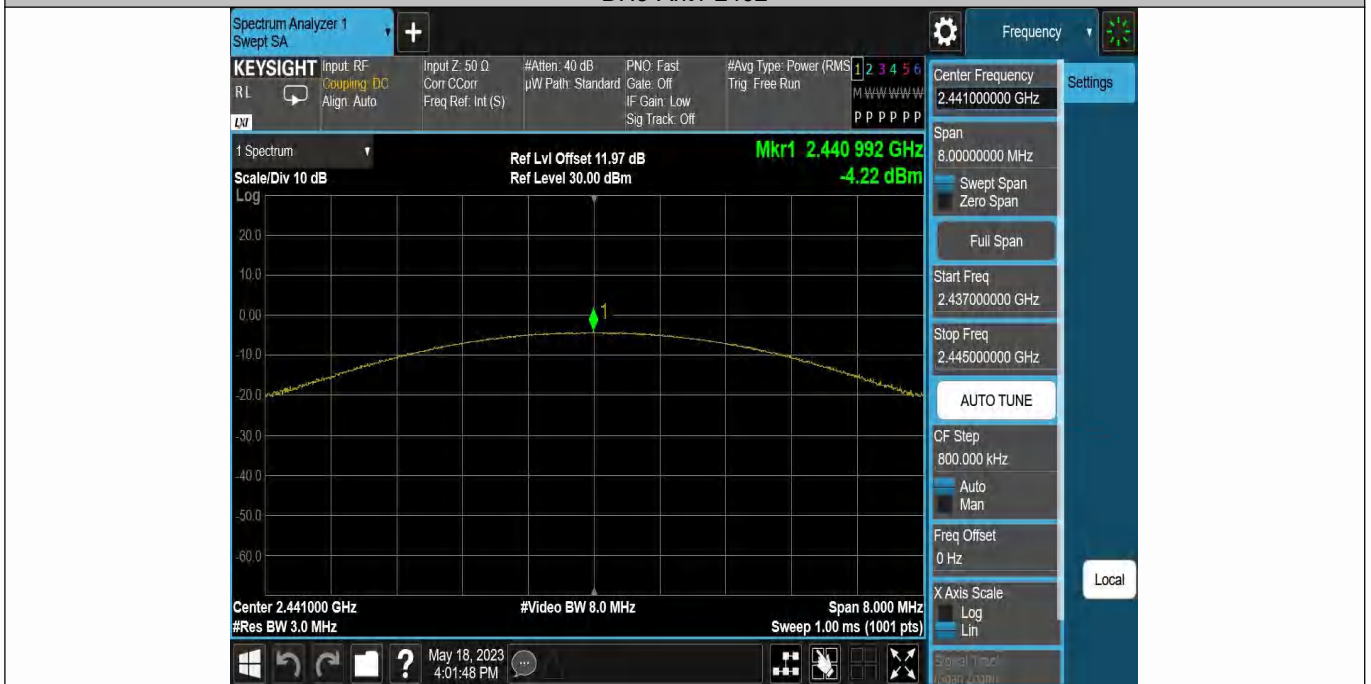 Spectrum Analyzer 1
Swept SA
+
Frequency
KEYSIGHT
RL
LXI
Input: RF
Coupling: DC
Align: Auto
Input Z: 50 Ω
Corr CCorr
Freq Ref: Int (S)
#Atten: 40 dB
µW Path: Standard
PNO: Fast
Gate: Off
IF Gain: Low
Sig Track: Off
#Avg Type: Power (RMS
Trig: Free Run
1 2 3 4 5 6
M W W W W W
P P P P P P
1 Spectrum
Scale/Div 10 dB
Log
Ref Lvl Offset 11.97 dB
Ref Level 30.00 dBm
Mkr1 2.440 992 GHz
-4.22 dBm
1
20.0
10.0
0.00
-10.0
-20.0
-30.0
-40.0
-50.0
-60.0
Center 2.441000 GHz
#Res BW 3.0 MHz
#Video BW 8.0 MHz
Span 8.000 MHz
Sweep 1.00 ms (1001 pts)
May 18, 2023
4:01:48 PM
?
Center Frequency
2.441000000 GHz
Span
8.00000000 MHz
Swept Span
Zero Span
Full Span
Start Freq
2.437000000 GHz
Stop Freq
2.445000000 GHz
AUTO TUNE
CF Step
800.000 kHz
Auto
Man
Freq Offset
0 Hz
X Axis Scale
Log
Lin
Signal Track
(Span Zoom)
Settings
Local